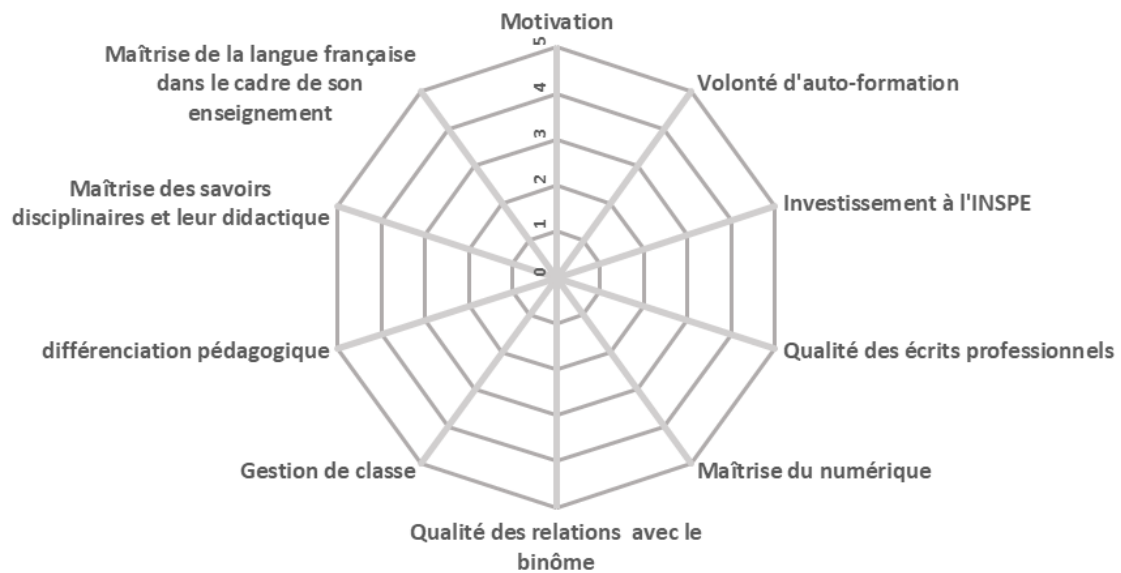 Motivation
Volonté d'auto-formation
Investissement à l'INSPE
Qualité des écrits professionnels
Maîtrise du numérique
Qualité des relations avec le
binôme
Gestion de classe
différenciation pédagogique
Maîtrise des savoirs
disciplinaires et leur didactique
Maîtrise de la langue française
dans le cadre de son
enseignement
5
4
3
2
1
0